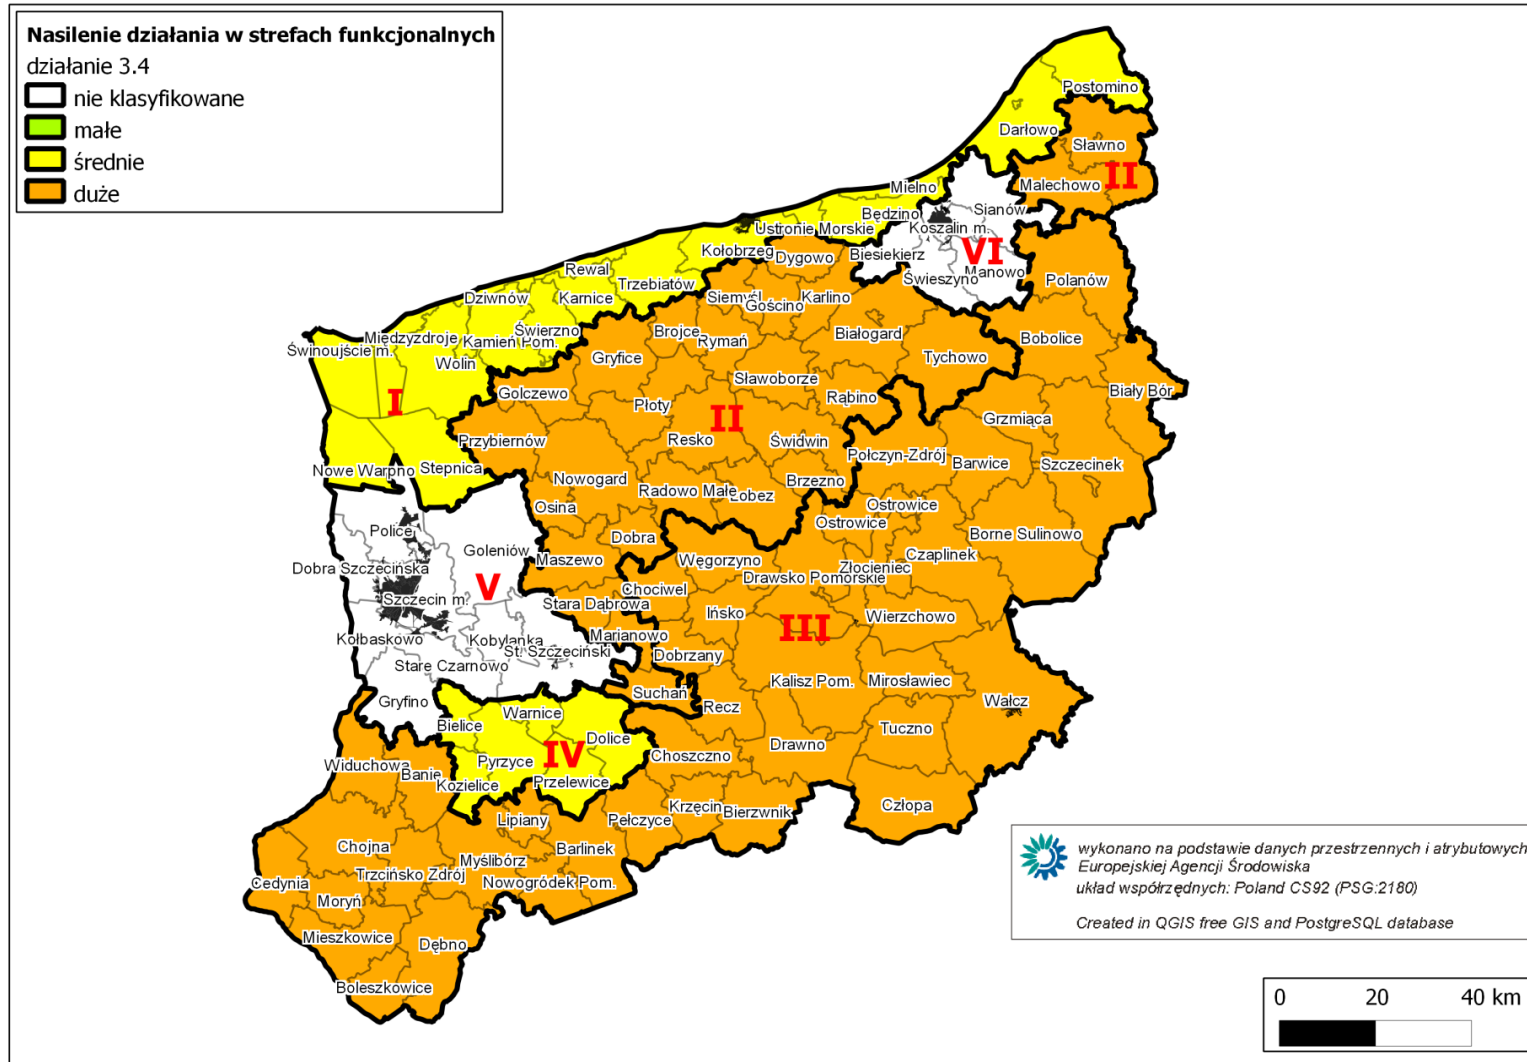 Nasilenie działania w strefach funkcjonalnych
działanie 3.4
nie klasyfikowane
małe
średnie
duże
Postomino
Darłowo
Sławno
Malechowo
II
Mielno
Sianów
Będzino
Koszalin m.
Ustronie Morskie
VI
Kołobrzeg
Dygowo
Biesiekierz
Świeszyno
Manowo
Polanów
Rewal
Trzebiatów
Dziwnów
Karnice
Siemyśl
Gościno
Karlino
Międzyzdroje
Świerzno
Kamień Pom.
Brojce
Rymań
Białogard
Bobolice
Świnoujście m.
Wolin
Gryfice
Tychowo
Sławoborze
Biały Bór
I
Golczewo
Płoty
II
Rąbino
Grzmiąca
Przybiernów
Resko
Świdwin
Połczyn-Zdrój
Barwice
Szczecinek
Nowe Warpno
Stepnica
Nowogard
Radowo Małe
Łobez
Brzezno
Osina
Ostrowice
Ostrowice
Police
Dobra
Borne Sulinowo
Goleniów
Maszewo
Węgorzyno
Czaplinek
Dobra Szczecińska
Złocieniec
Drawsko Pomorskie
V
Chociwel
Szczecin m.
Stara Dąbrowa
Ińsko
Wierzchowo
III
Kołbaskowo
Kobylanka
Marianowo
St. Szczeciński
Dobrzany
Stare Czarnowo
Kalisz Pom.
Mirosławiec
Suchań
Gryfino
Recz
Wałcz
Warnice
Bielice
Dolice
Tuczno
Drawno
IV
Pyrzyce
Choszczno
Widuchowa
Banie
Kozielice
Przelewice
Człopa
Krzęcin
Bierzwnik
Lipiany
Pełczyce
Chojna
Barlinek
Myślibórz
Trzcińsko Zdrój
Cedynia
Nowogródek Pom.
Moryń
Mieszkowice
Dębno
Boleszkowice
wykonano na podstawie danych przestrzennych i atrybutowych
Europejskiej Agencji Środowiska
układ współrzędnych: Poland CS92 (PSG:2180)
Created in QGIS free GIS and PostgreSQL database
0 20 40 km